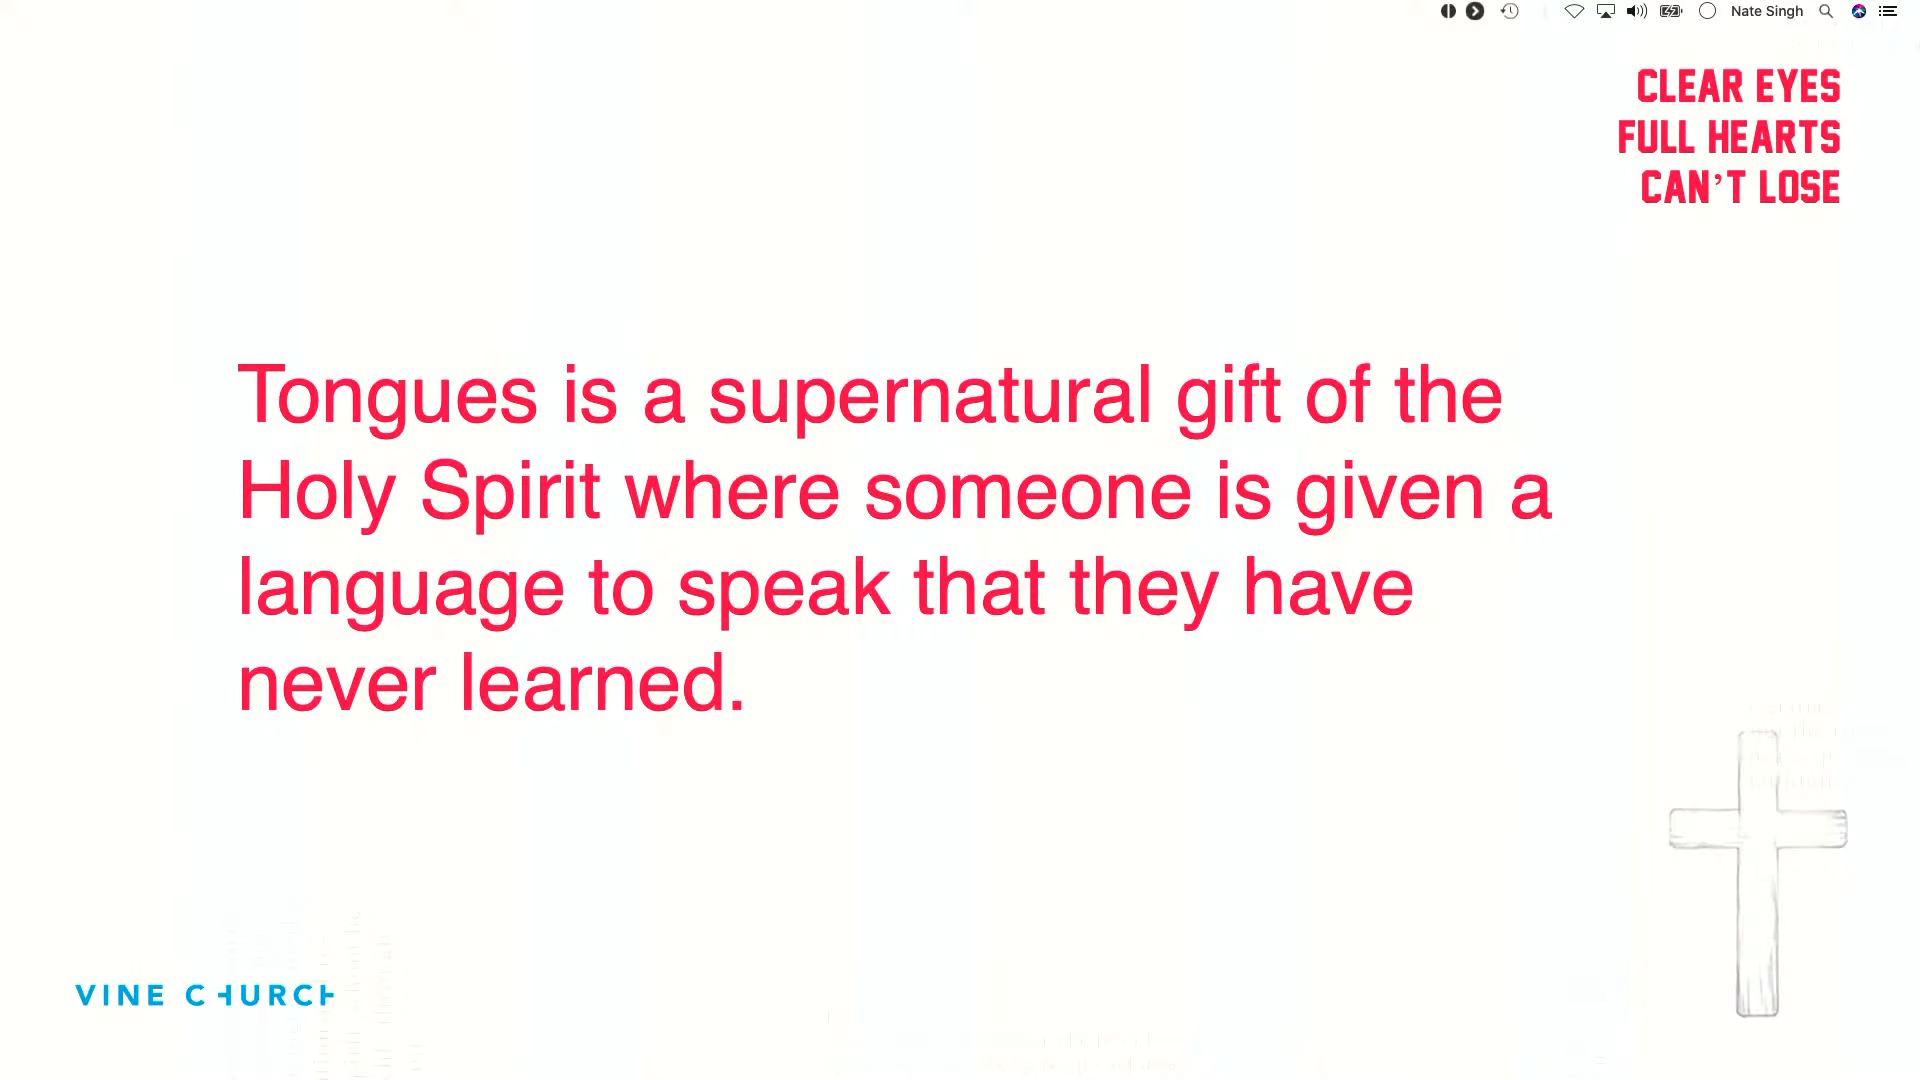 Nate Singh
CLEAR EYES
FULL HEARTS
CAN'T LOSE
Tongues is a supernatural gift of the
Holy Spirit where someone is given a
language to speak that they have
never learned.
VINE CHURCH